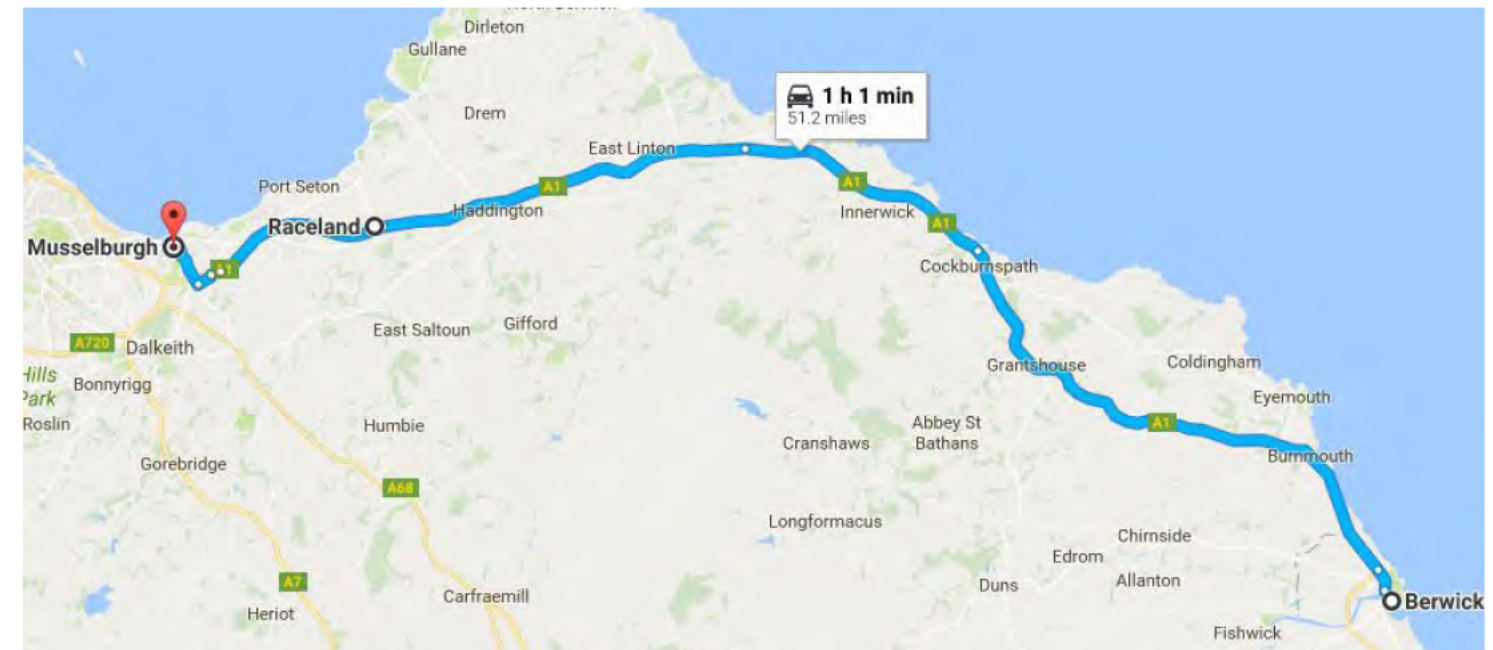 Dirleton
Gullane
1 h 1 min
51.2 miles
Drem
East Linton
A1
A1
Port Seton
Haddington
Innerwick
Raceland
A1
Musselburgh
A1
Cockburnspath
East Saltoun
Gifford
A720
Dalkeith
Grantshouse
Coldingham
Hills
Park
Bonnyrigg
Eyemouth
Roslin
Humbie
Abbey St
Bathans
A1
Cranshaws
Gorebridge
Burnmouth
A68
Longformacus
Chirnside
Edrom
A7
Duns
Allanton
Carfraemill
Berwick
Heriot
Fishwick